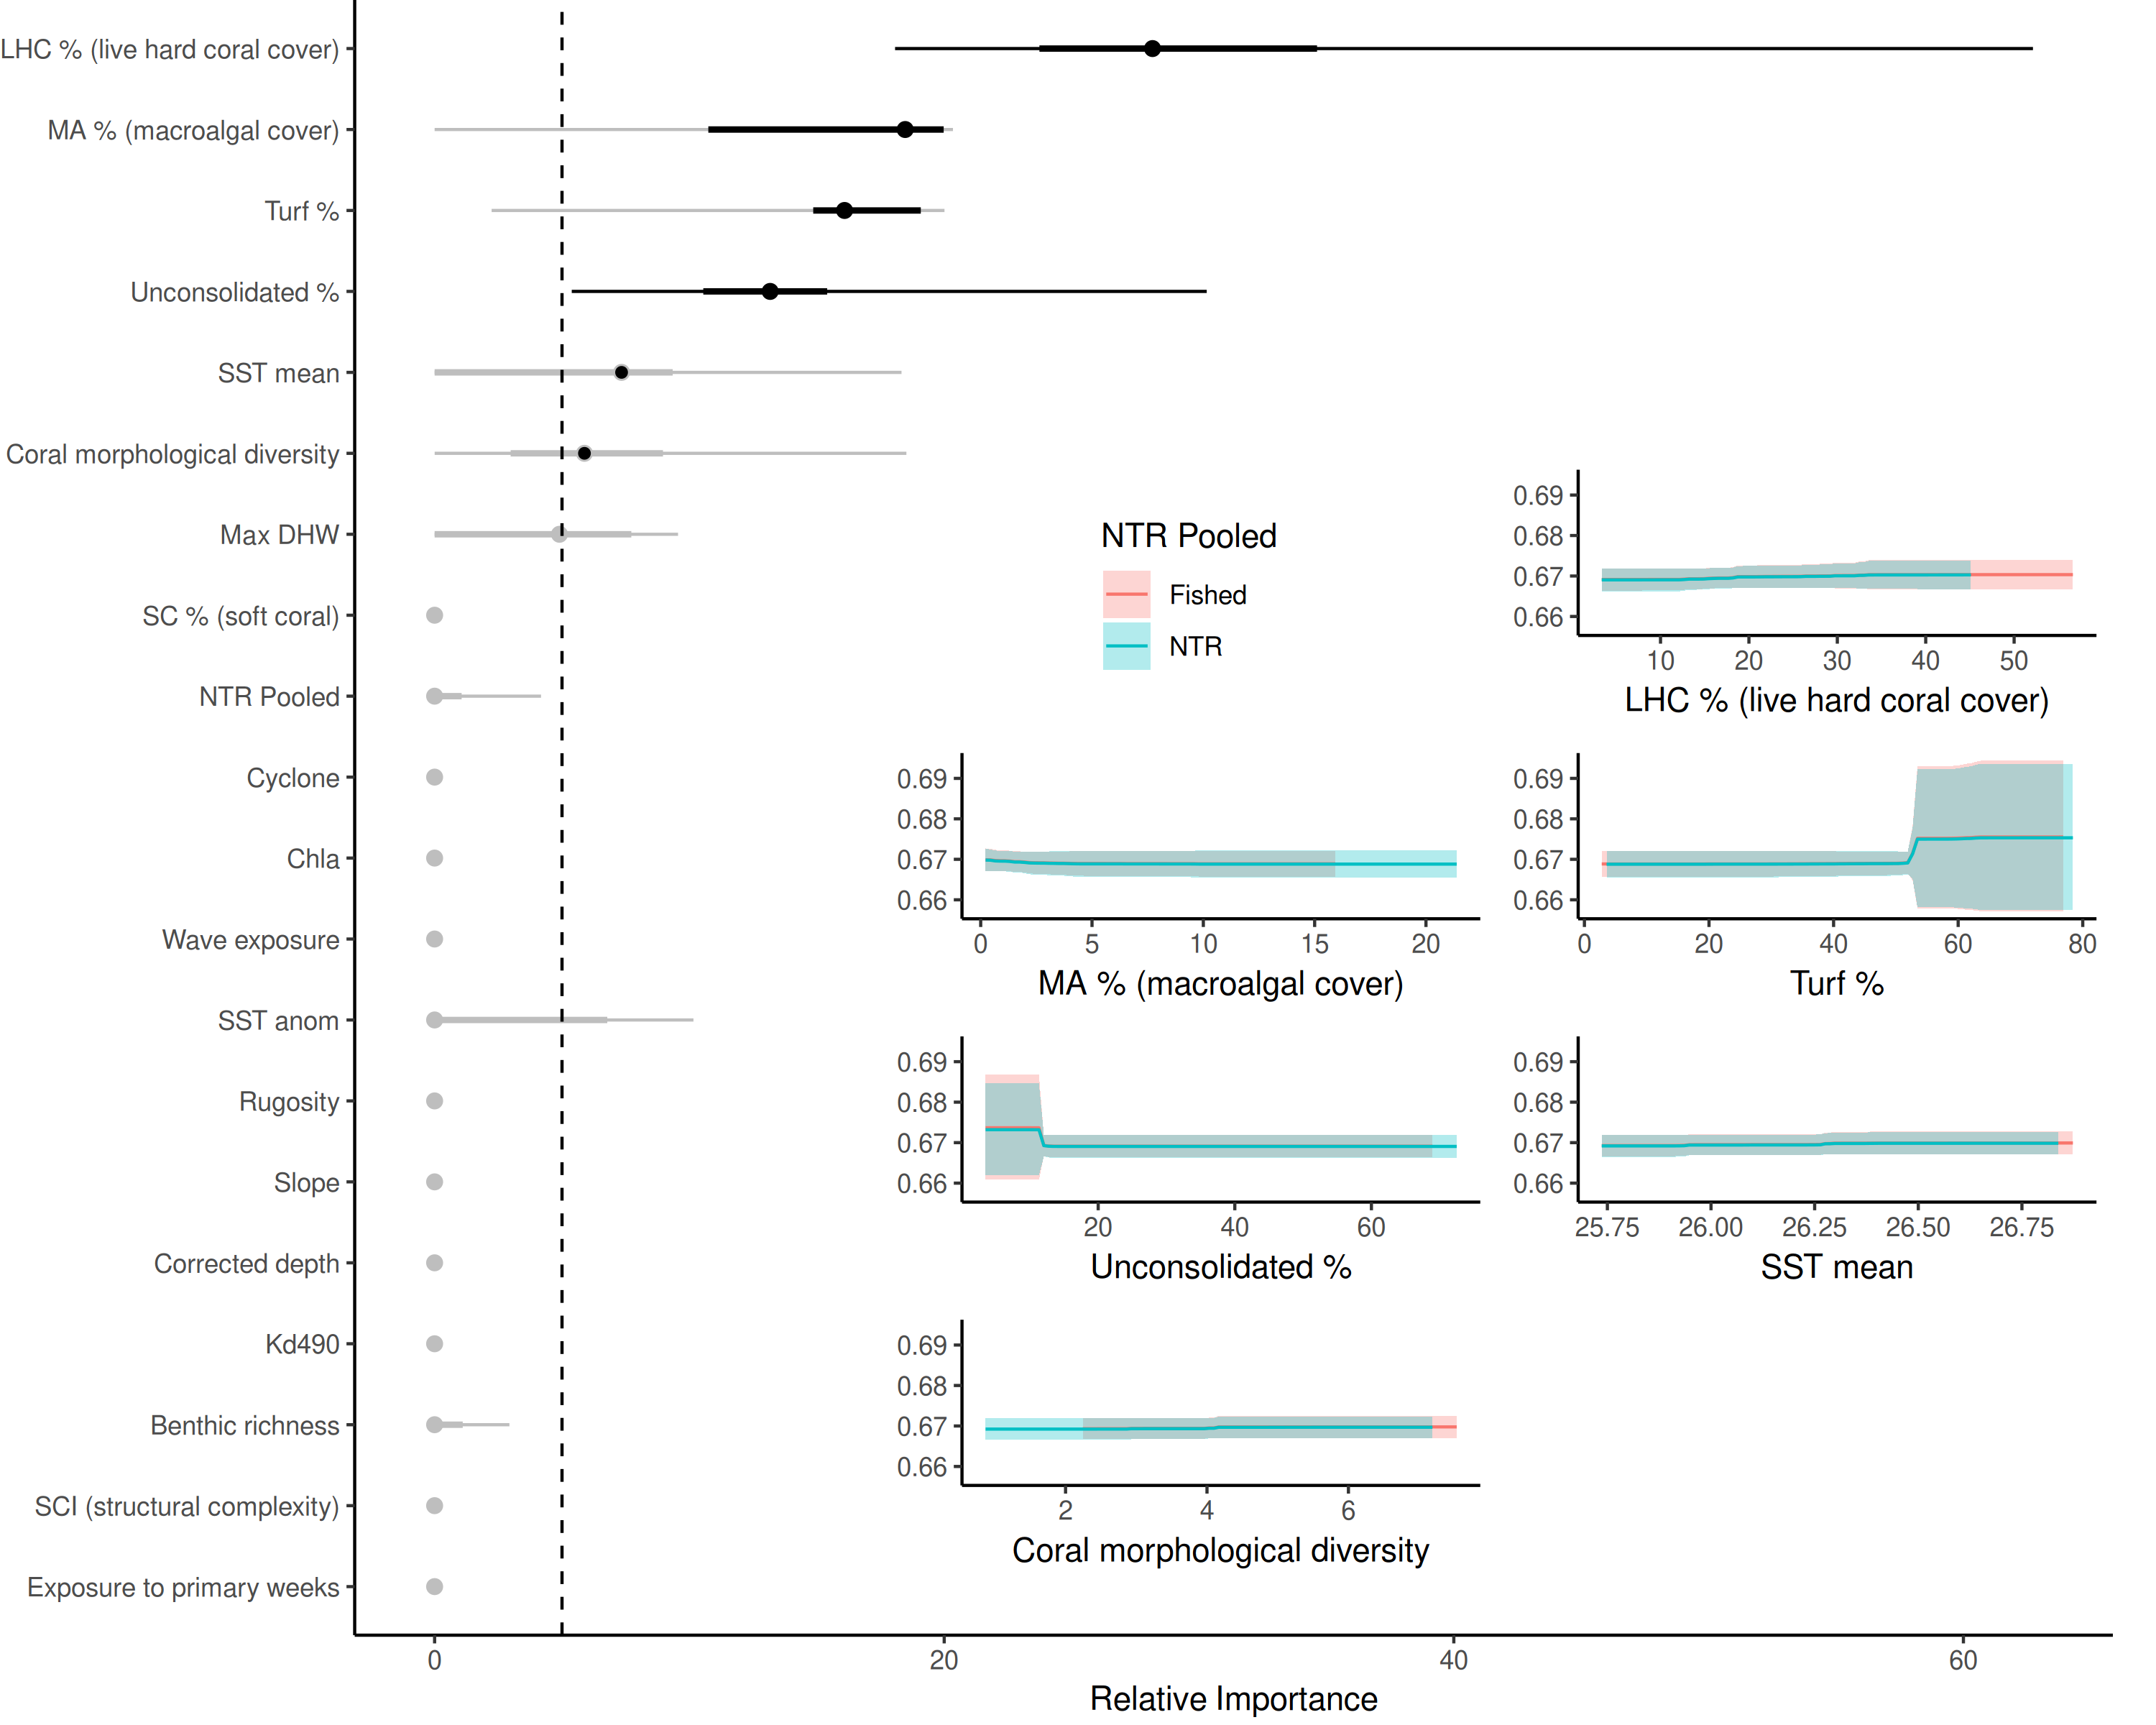 LHC % (live hard coral cover)
MA % (macroalgal cover)
Turf %
Unconsolidated %
SST mean
Coral morphological diversity
Max DHW
SC % (soft coral)
NTR Pooled
Cyclone
Chla
Wave exposure
SST anom
Rugosity
Slope
Corrected depth
Kd490
Benthic richness
SCI (structural complexity)
Exposure to primary weeks
0 20 40 60
Relative Importance
NTR Pooled
Fished
NTR
0.69
0.68
0.67
0.66
10 20 30 40 50
LHC % (live hard coral cover)
0.69
0.68
0.67
0.66
0 5 10 15 20
MA % (macroalgal cover)
0.69
0.68
0.67
0.66
0 20 40 60 80
Turf %
0.69
0.68
0.67
0.66
20 40 60
Unconsolidated %
0.69
0.68
0.67
0.66
25.75 26.00 26.25 26.50 26.75
SST mean
0.69
0.68
0.67
0.66
2 4 6
Coral morphological diversity